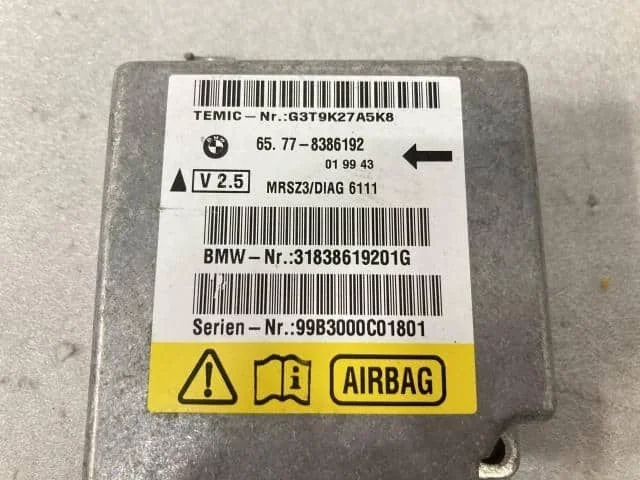 TEMIC-Nr.:G3T9K27A5K8
BMW
65.77-8386192
01 99 43
V 2.5
MRSZ3/DIAG 6111
BMW-Nr.:31838619201G
Serien-Nr.:99B3000C01801
AIRBAG